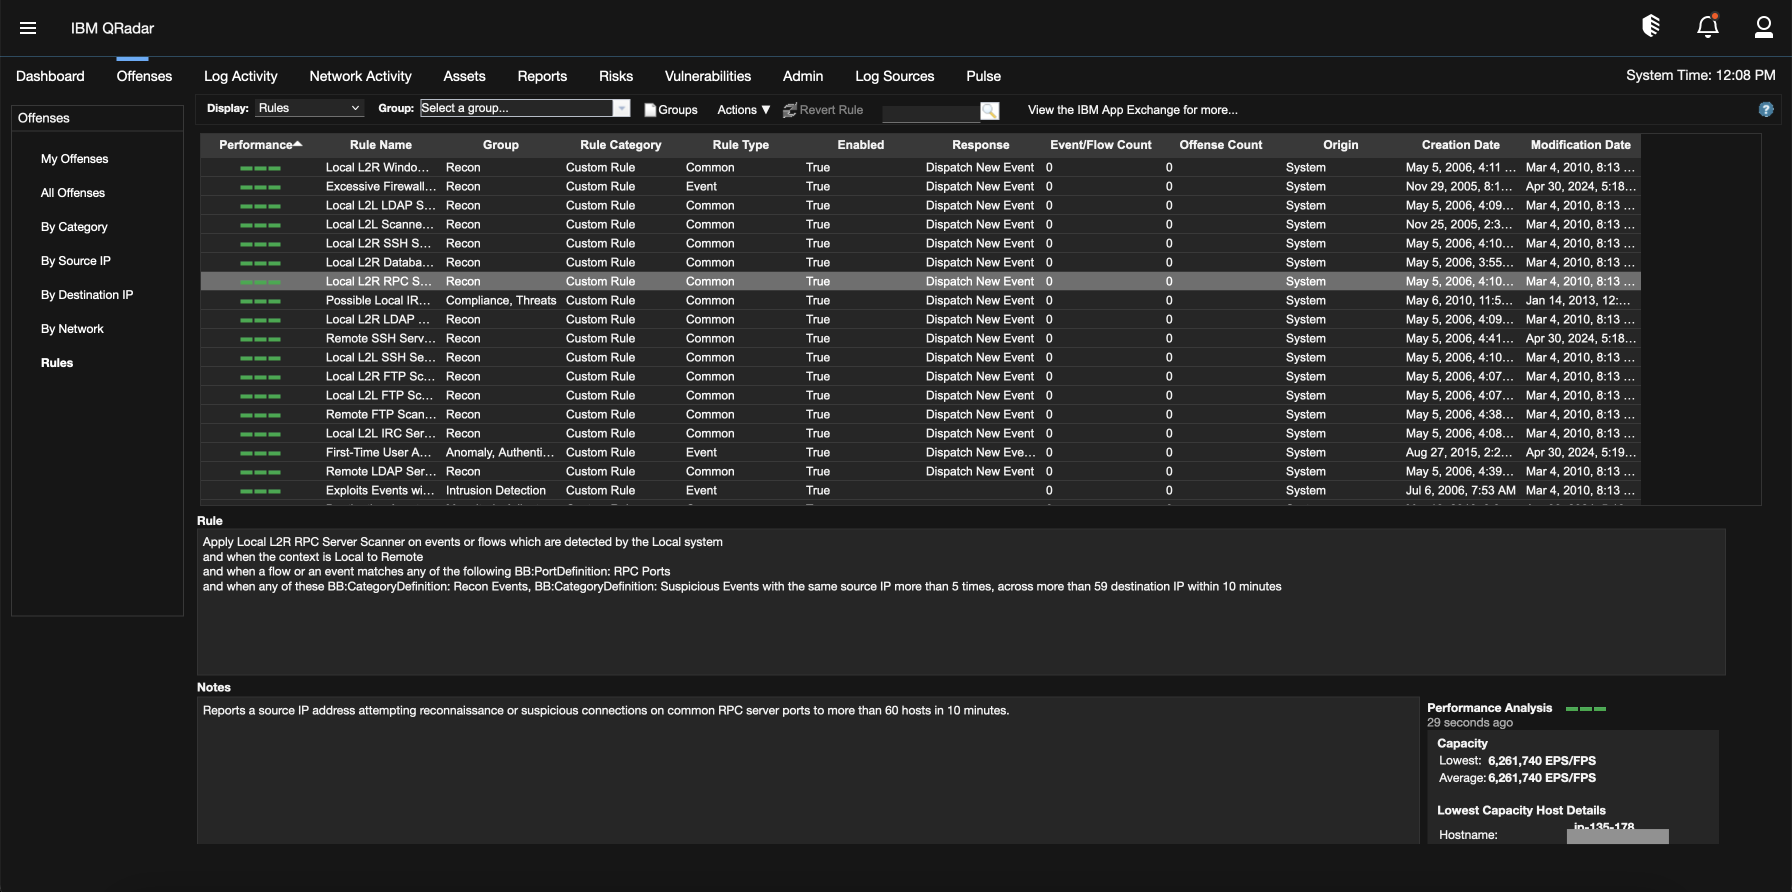 IBM QRadar
Dashboard Offenses Log Activity Network Activity Assets Reports Risks Vulnerabilities Admin Log Sources Pulse System Time: 12:08 PM
Offenses
My Offenses
All Offenses
By Category
By Source IP
By Destination IP
By Network
Rules
Display: Rules Group: Select a group... Groups Actions ▼ Revert Rule View the IBM App Exchange for more... ?
Performance Rule Name Group Rule Category Rule Type Enabled Response Event/Flow Count Offense Count Origin Creation Date Modification Date
Local L2R Windo... Recon Custom Rule Common True Dispatch New Event 0 0 System May 5, 2006, 4:11 ... Mar 4, 2010, 8:13 ...
Excessive Firewall... Recon Custom Rule Event True Dispatch New Event 0 0 System Nov 29, 2005, 8:1... Apr 30, 2024, 5:18...
Local L2L LDAP S... Recon Custom Rule Common True Dispatch New Event 0 0 System May 5, 2006, 4:09... Mar 4, 2010, 8:13 ...
Local L2L Scanne... Recon Custom Rule Common True Dispatch New Event 0 0 System Nov 25, 2005, 2:3... Mar 4, 2010, 8:13 ...
Local L2R SSH S... Recon Custom Rule Common True Dispatch New Event 0 0 System May 5, 2006, 4:10... Mar 4, 2010, 8:13 ...
Local L2R Databa... Recon Custom Rule Common True Dispatch New Event 0 0 System May 5, 2006, 3:55... Mar 4, 2010, 8:13 ...
Local L2R RPC S... Recon Custom Rule Common True Dispatch New Event 0 0 System May 5, 2006, 4:10... Mar 4, 2010, 8:13 ...
Possible Local IR... Compliance, Threats Custom Rule Common True Dispatch New Event 0 0 System May 6, 2010, 11:5... Jan 14, 2013, 12:...
Local L2R LDAP ... Recon Custom Rule Common True Dispatch New Event 0 0 System May 5, 2006, 4:09... Mar 4, 2010, 8:13 ...
Remote SSH Serv... Recon Custom Rule Common True Dispatch New Event 0 0 System May 5, 2006, 4:41... Apr 30, 2024, 5:18...
Local L2L SSH Se... Recon Custom Rule Common True Dispatch New Event 0 0 System May 5, 2006, 4:10... Mar 4, 2010, 8:13 ...
Local L2R FTP Sc... Recon Custom Rule Common True Dispatch New Event 0 0 System May 5, 2006, 4:07... Mar 4, 2010, 8:13 ...
Local L2L FTP Sc... Recon Custom Rule Common True Dispatch New Event 0 0 System May 5, 2006, 4:07... Mar 4, 2010, 8:13 ...
Remote FTP Scan... Recon Custom Rule Common True Dispatch New Event 0 0 System May 5, 2006, 4:38... Mar 4, 2010, 8:13 ...
Local L2L IRC Ser... Recon Custom Rule Common True Dispatch New Event 0 0 System May 5, 2006, 4:08... Mar 4, 2010, 8:13 ...
First-Time User A... Anomaly, Authenti... Custom Rule Event True Dispatch New Eve... 0 0 System Aug 27, 2015, 2:2... Apr 30, 2024, 5:19...
Remote LDAP Ser... Recon Custom Rule Common True Dispatch New Event 0 0 System May 5, 2006, 4:39... Mar 4, 2010, 8:13 ...
Exploits Events wi... Intrusion Detection Custom Rule Event True 0 0 System Jul 6, 2006, 7:53 AM Mar 4, 2010, 8:13 ...
Rule
Apply Local L2R RPC Server Scanner on events or flows which are detected by the Local system
and when the context is Local to Remote
and when a flow or an event matches any of the following BB:PortDefinition: RPC Ports
and when any of these BB:CategoryDefinition: Recon Events, BB:CategoryDefinition: Suspicious Events with the same source IP more than 5 times, across more than 59 destination IP within 10 minutes
Notes
Reports a source IP address attempting reconnaissance or suspicious connections on common RPC server ports to more than 60 hosts in 10 minutes.
Performance Analysis
29 seconds ago
Capacity
Lowest: 6,261,740 EPS/FPS
Average: 6,261,740 EPS/FPS
Lowest Capacity Host Details
Hostname: ip-135-178